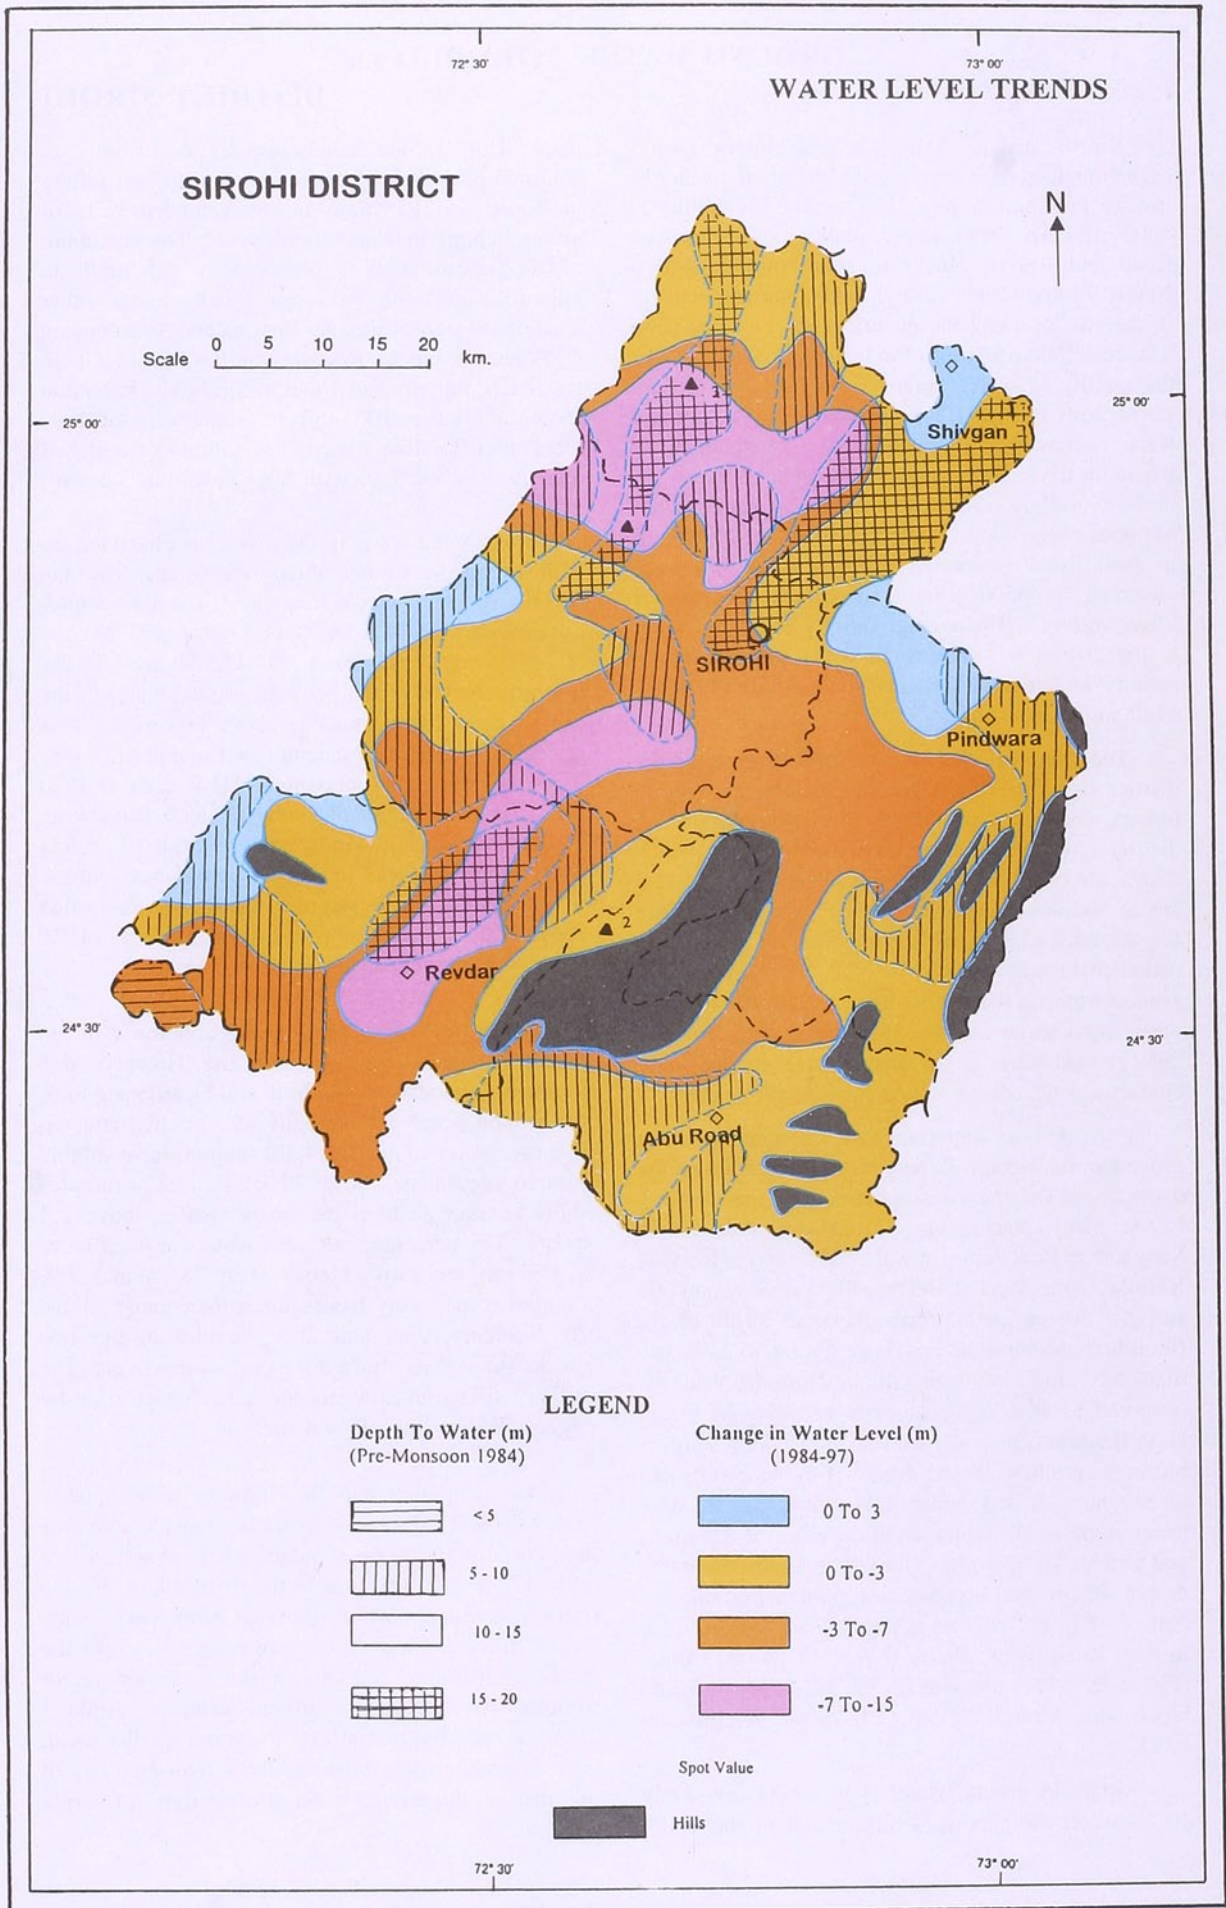 72° 30'
73° 00'
WATER LEVEL TRENDS
SIROHI DISTRICT
N
Scale 0 5 10 15 20 km.
1
25° 00'
25° 00'
Shivgan
SIROHI
Pindwara
2
Revdar
24° 30'
24° 30'
Abu Road
LEGEND
Depth To Water (m)
(Pre-Monsoon 1984)
< 5
5 - 10
10 - 15
15 - 20
Change in Water Level (m)
(1984-97)
0 To 3
0 To -3
-3 To -7
-7 To -15
Spot Value
Hills
72° 30'
73° 00'